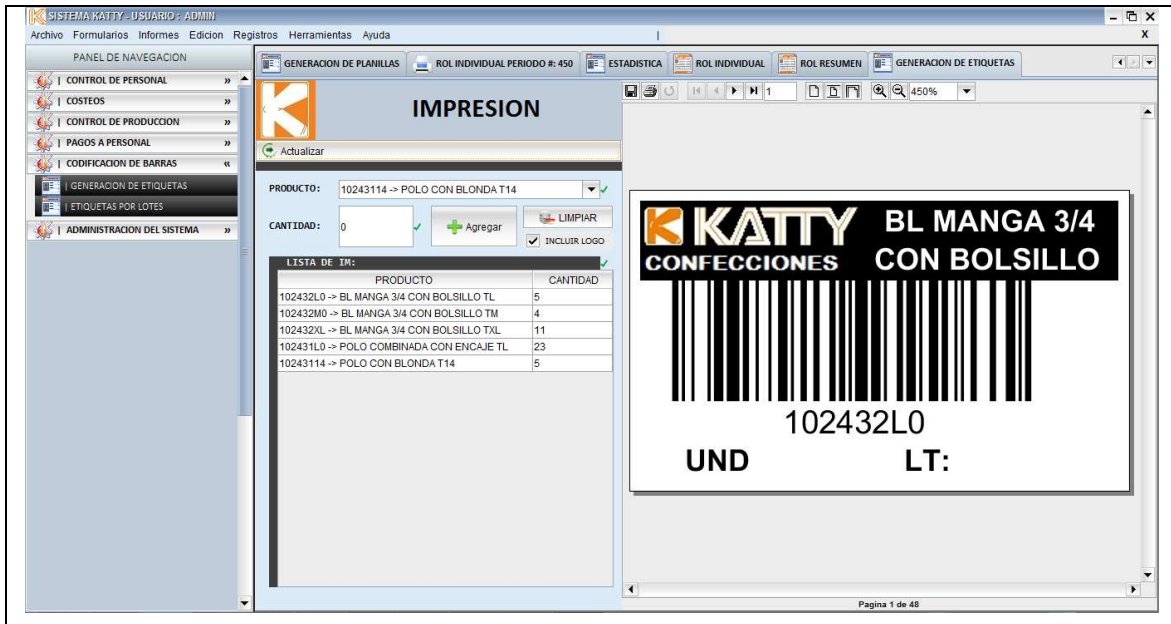 SISTEMA KATTY - USUARIO : ADMIN
Archivo Formularios Informes Edicion Registros Herramientas Ayuda
X
PANEL DE NAVEGACION
| CONTROL DE PERSONAL »
| COSTEOS »
| CONTROL DE PRODUCCION »
| PAGOS A PERSONAL »
| CODIFICACION DE BARRAS «
| GENERACION DE ETIQUETAS
| ETIQUETAS POR LOTES
| ADMINISTRACION DEL SISTEMA »
GENERACION DE PLANILLAS ROL INDIVIDUAL PERIODO #: 450 ESTADISTICA ROL INDIVIDUAL ROL RESUMEN GENERACION DE ETIQUETAS
IMPRESION
Actualizar
PRODUCTO: 10243114 -> POLO CON BLONDA T14
CANTIDAD: 0 Agregar LIMPIAR
INCLUIR LOGO
LISTA DE IM:
PRODUCTO CANTIDAD
102432L0 -> BL MANGA 3/4 CON BOLSILLO TL 5
102432M0 -> BL MANGA 3/4 CON BOLSILLO TM 4
102432XL -> BL MANGA 3/4 CON BOLSILLO TXL 11
102431L0 -> POLO COMBINADA CON ENCAJE TL 23
10243114 -> POLO CON BLONDA T14 5
1 450%
K KATTY
CONFECCIONES
BL MANGA 3/4
CON BOLSILLO
102432L0
UND LT:
Pagina 1 de 48